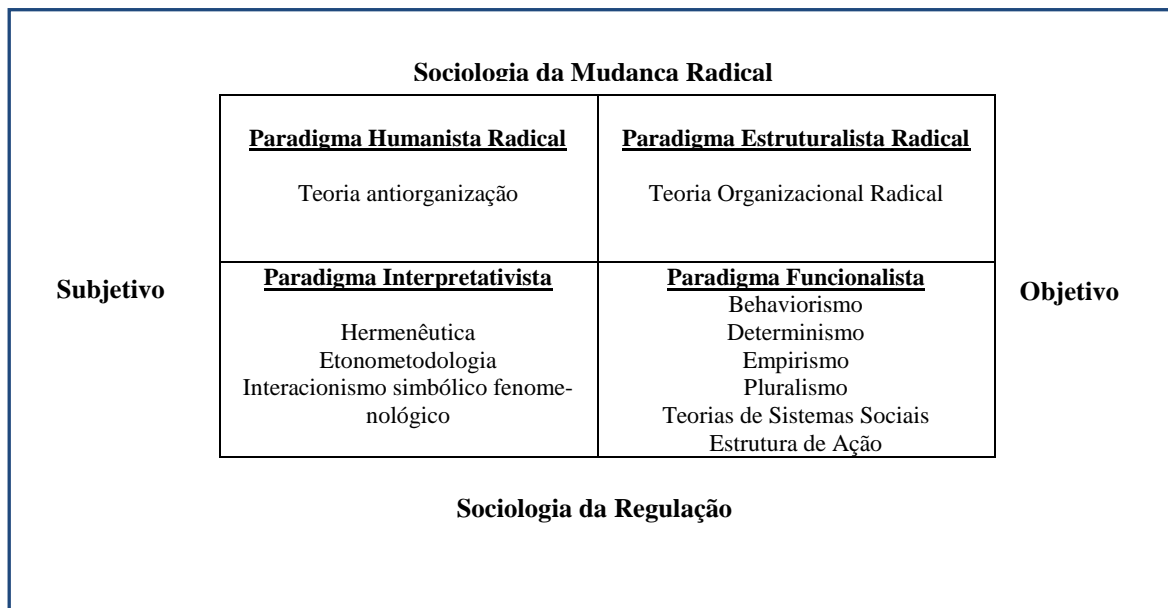 Sociologia da Mudança Radical
Paradigma Humanista Radical
Teoria antiorganização
Paradigma Estruturalista Radical
Teoria Organizacional Radical
Subjetivo
Paradigma Interpretativista
Hermenêutica
Etonometodologia
Interacionismo simbólico fenome-
nológico
Paradigma Funcionalista
Behaviorismo
Determinismo
Empirismo
Pluralismo
Teorias de Sistemas Sociais
Estrutura de Ação
Objetivo
Sociologia da Regulação